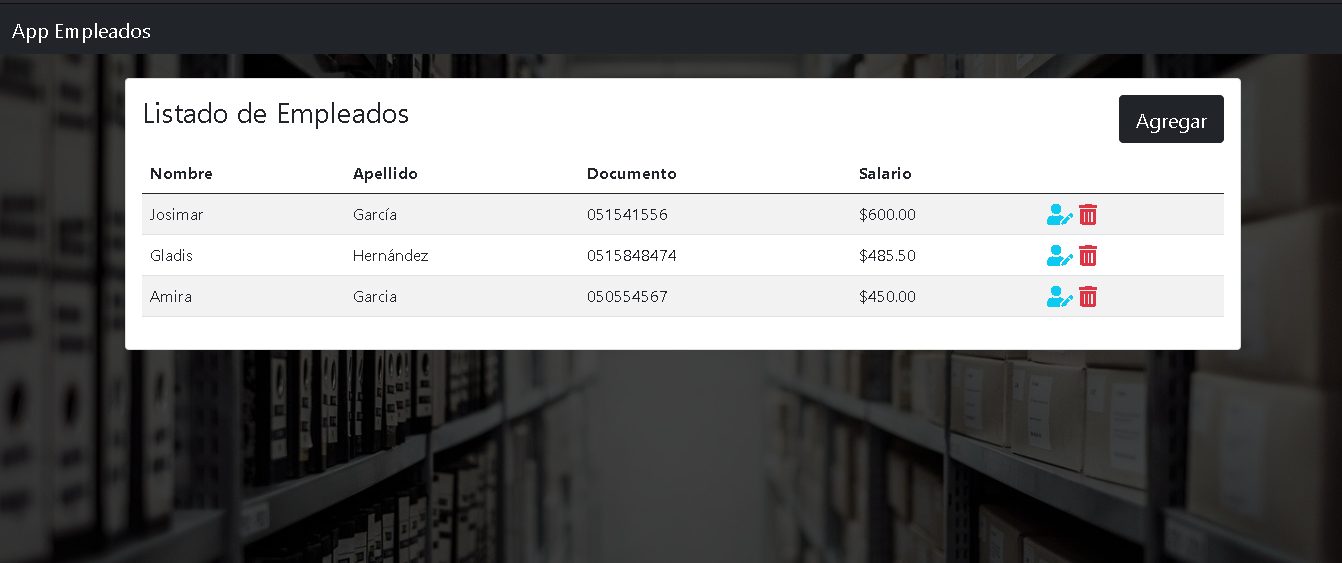 App Empleados
Listado de Empleados
Agregar
Nombre Apellido Documento Salario
Josimar García 051541556 $600.00
Gladis Hernández 0515848474 $485.50
Amira Garcia 050554567 $450.00